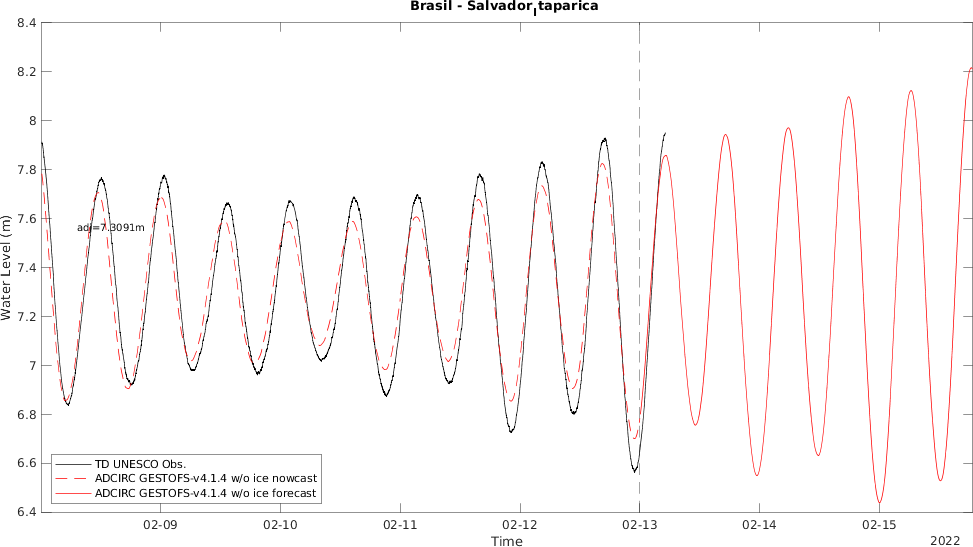 Brasil - Salvador_Itaparica
8.4
8.2
8
7.8
7.6
7.4
7.2
7
6.8
6.6
6.4
Water Level (m)
adj=7.3091m
TD UNESCO Obs.
ADCIRC GESTOFS-v4.1.4 w/o ice nowcast
ADCIRC GESTOFS-v4.1.4 w/o ice forecast
02-09 02-10 02-11 02-12 02-13 02-14 02-15
Time
2022